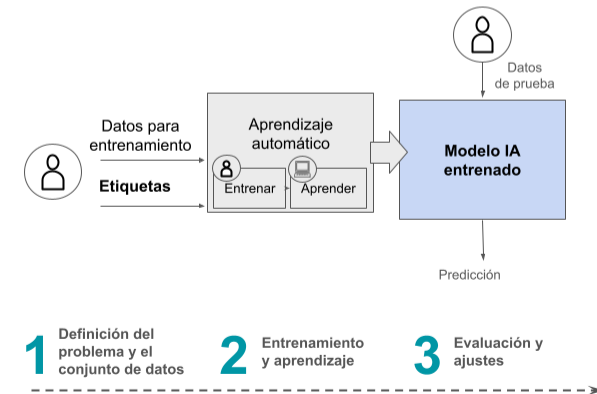 Datos
de prueba
Datos para
entrenamiento
Etiquetas
Aprendizaje
automático
Entrenar
Aprender
Modelo IA
entrenado
Predicción
1
Definición del
problema y el
conjunto de datos
2
Entrenamiento
y aprendizaje
3
Evaluación y
ajustes